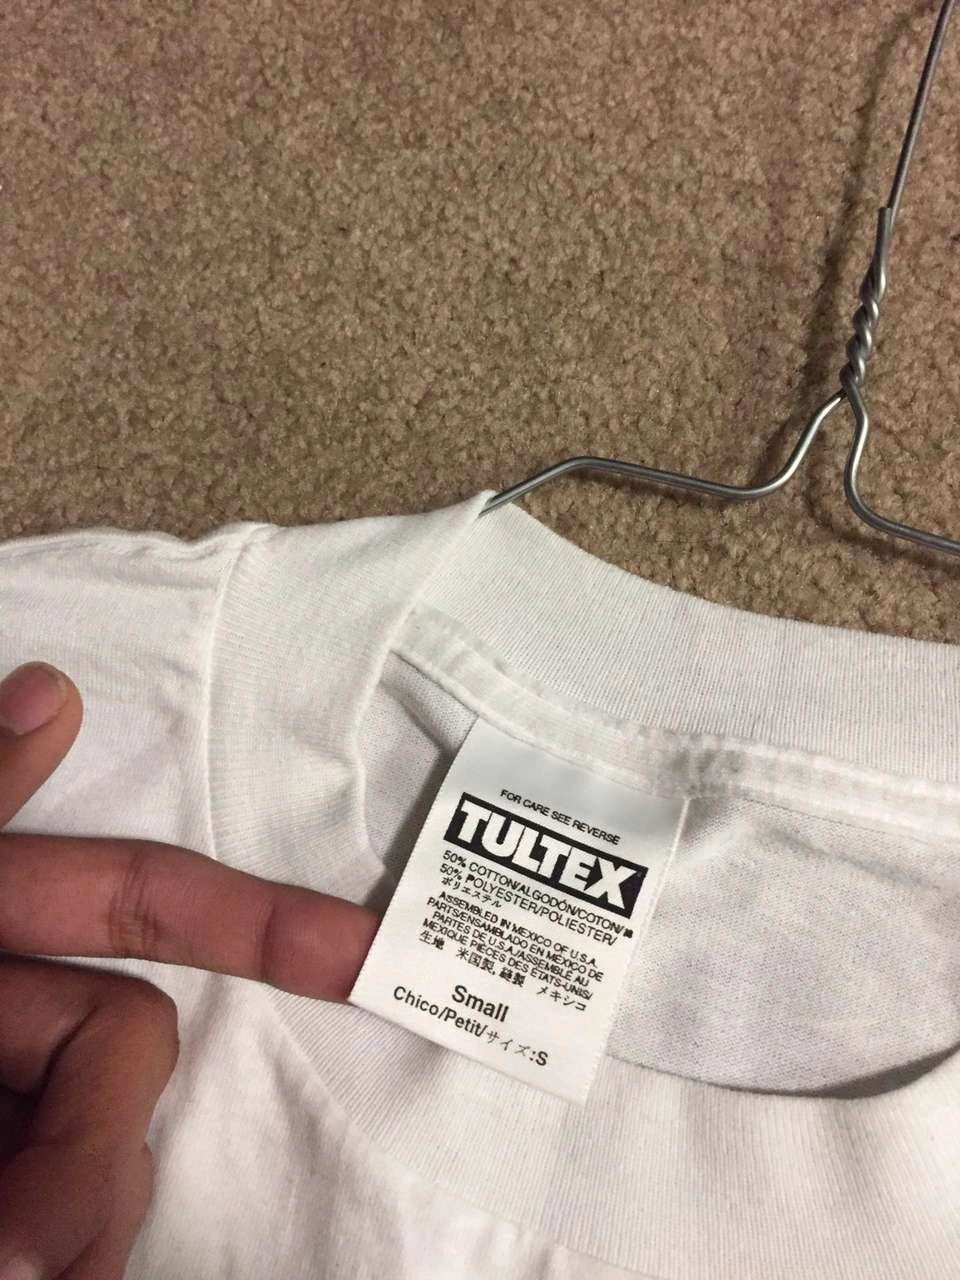 FOR CARE SEE REVERSE
TULTEX
50% COTTON/ALGODÓN/COTON/綿
50% POLYESTER/POLIESTER/
ポリエステル
ASSEMBLED IN MEXICO OF U.S.A.
PARTS/ENSAMBLADO EN MÉXICO DE
PARTES DE U.S.A./ASSEMBLÉ AU
MEXIQUE PIÈCES DES ÉTATS-UNIS/
生地 米国製, 縫製 メキシコ
Small
Chico/Petit/サイズ:S